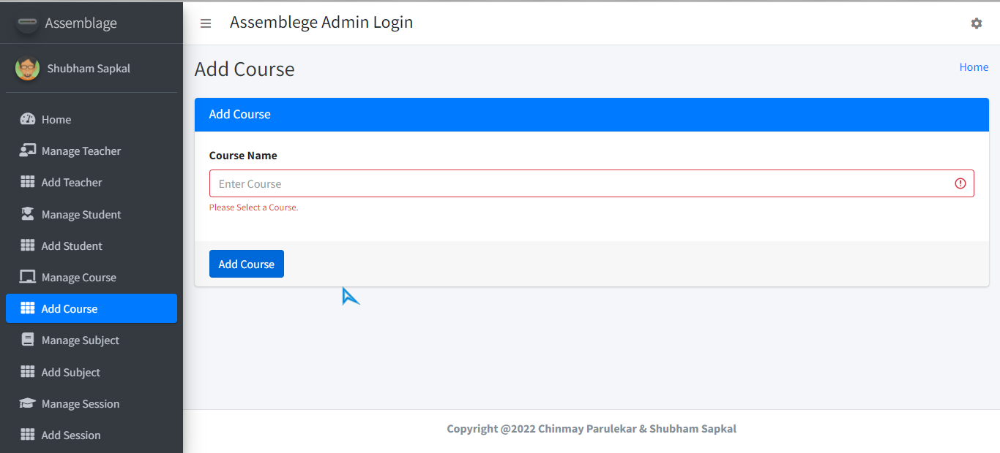 Assemblage
Shubham Sapkal
Home
Manage Teacher
Add Teacher
Manage Student
Add Student
Manage Course
Add Course
Manage Subject
Add Subject
Manage Session
Add Session
Assemblege Admin Login
Add Course
Home
Add Course
Course Name
Enter Course
Please Select a Course.
Add Course
Copyright @2022 Chinmay Parulekar & Shubham Sapkal